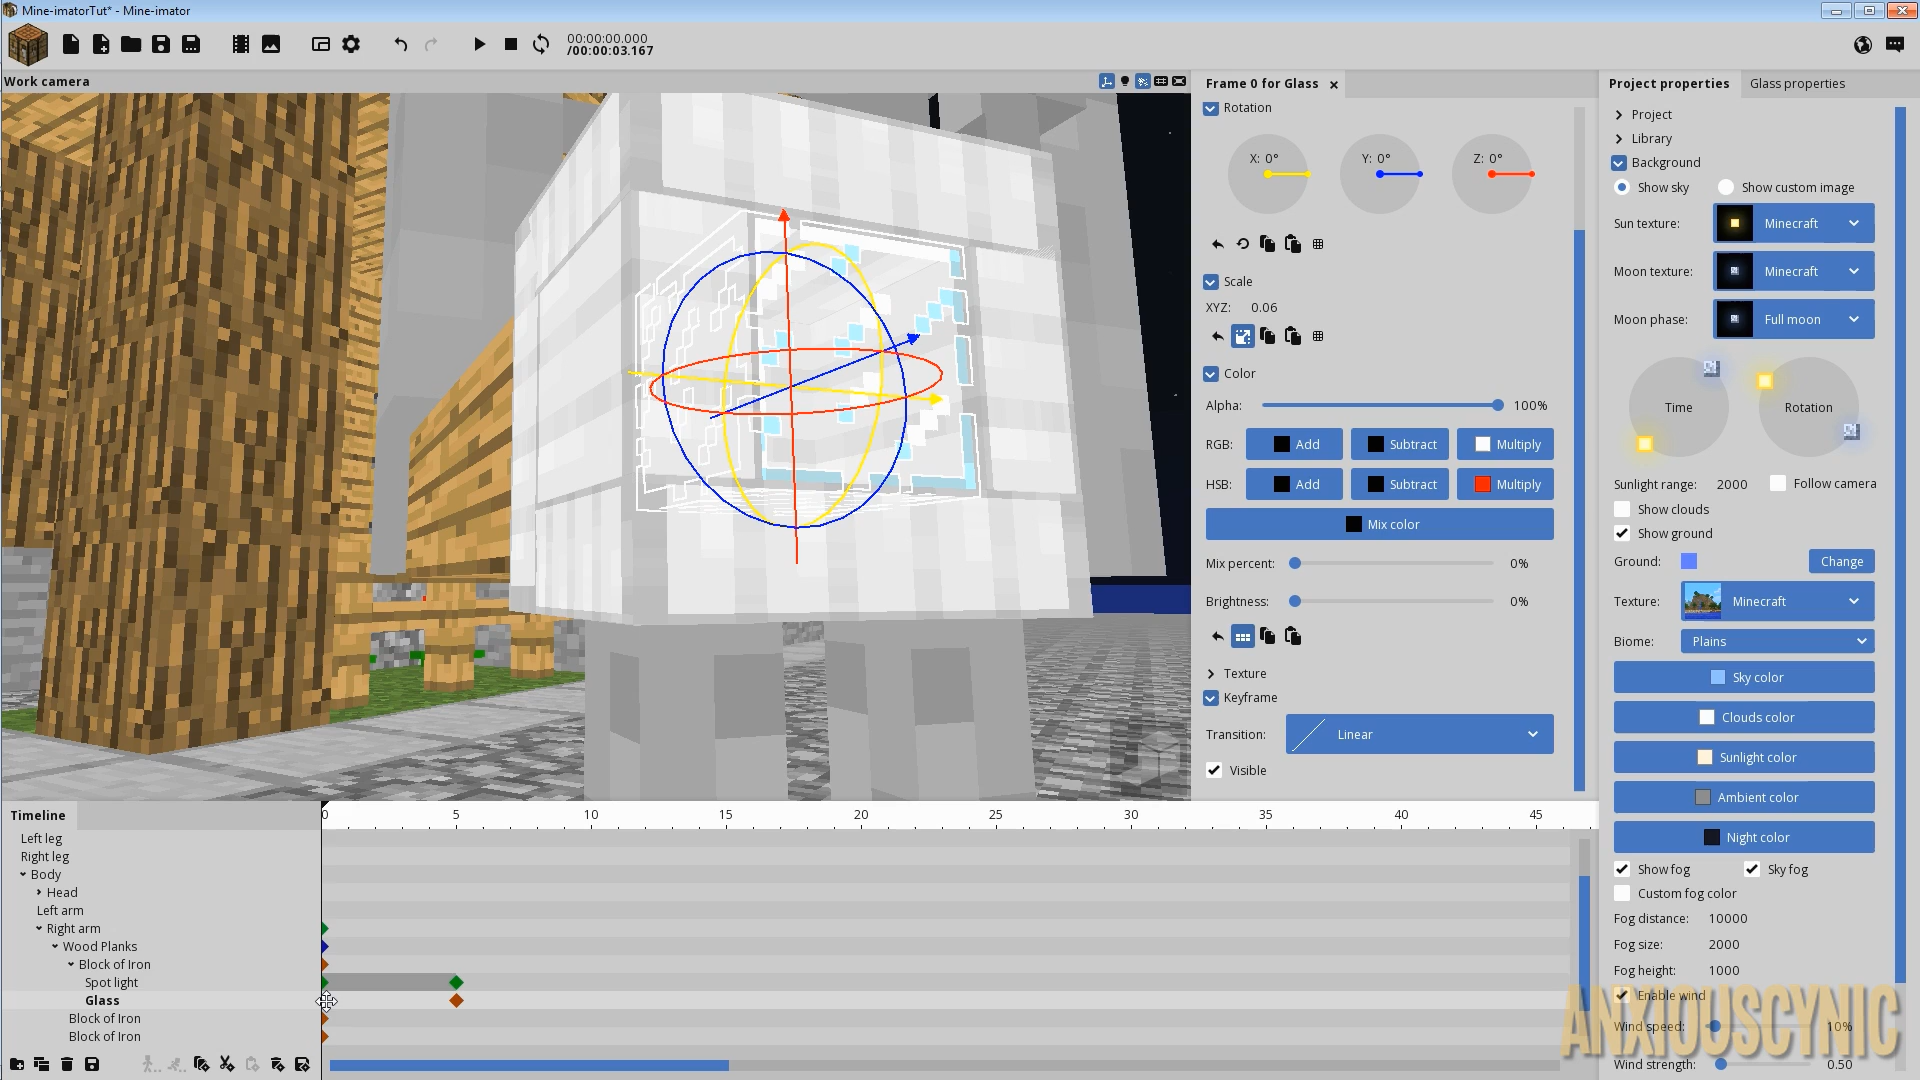 Mine-imatorTut* - Mine-imator
00:00:00.000
/00:00:03.167
Work camera
Frame 0 for Glass
Rotation
X: 0° Y: 0° Z: 0°
Scale
XYZ: 0.06
Color
Alpha: 100%
RGB: Add Subtract Multiply
HSB: Add Subtract Multiply
Mix color
Mix percent: 0%
Brightness: 0%
Texture
Keyframe
Transition: Linear
Visible
Project properties Glass properties
Project
Library
Background
Show sky Show custom image
Sun texture: Minecraft
Moon texture: Minecraft
Moon phase: Full moon
Time Rotation
Sunlight range: 2000 Follow camera
Show clouds
Show ground
Ground: Change
Texture: Minecraft
Biome: Plains
Sky color
Clouds color
Sunlight color
Ambient color
Night color
Show fog Sky fog
Custom fog color
Fog distance: 10000
Fog size: 2000
Fog height: 1000
Enable wind
Wind speed: 10%
Wind strength: 0.50
ANXIOUSCYNIC
Timeline
0 5 10 15 20 25 30 35 40 45
Left leg
Right leg
Body
Head
Left arm
Right arm
Wood Planks
Block of Iron
Spot light
Glass
Block of Iron
Block of Iron